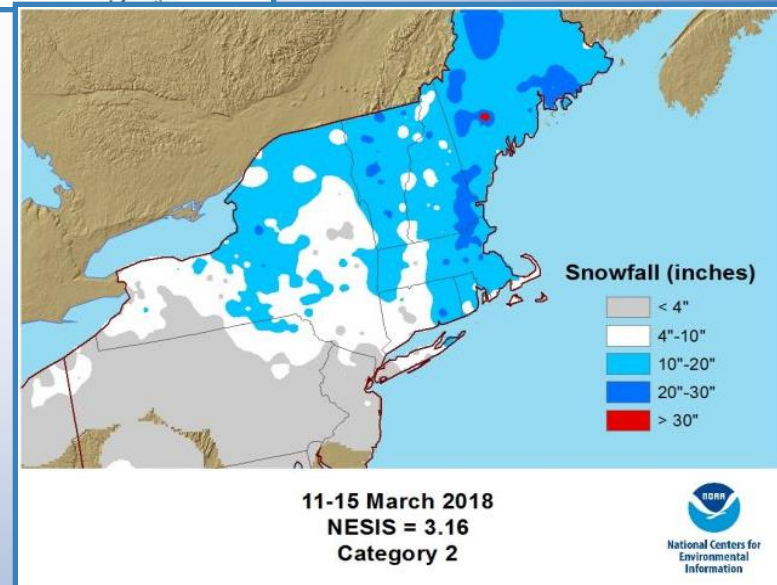 Snowfall (inches)
< 4"
4"-10"
10"-20"
20"-30"
> 30"
11-15 March 2018
NESIS = 3.16
Category 2
NOAA
National Centers for
Environmental
Information